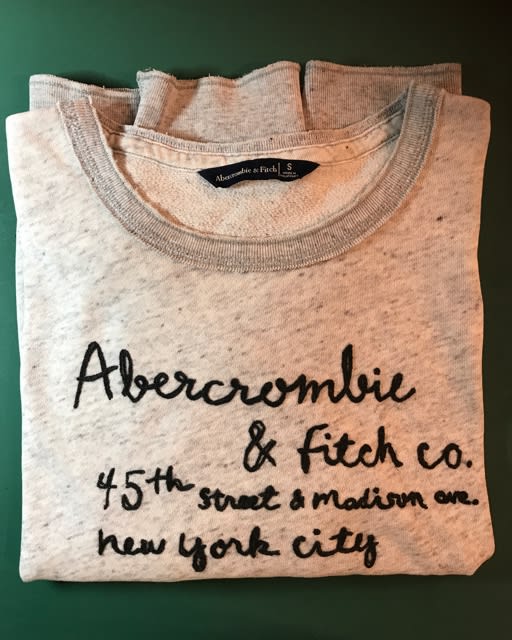 Abercrombie & Fitch S
Abercrombie
& Fitch co.
45th Street & Madison ave.
new york city